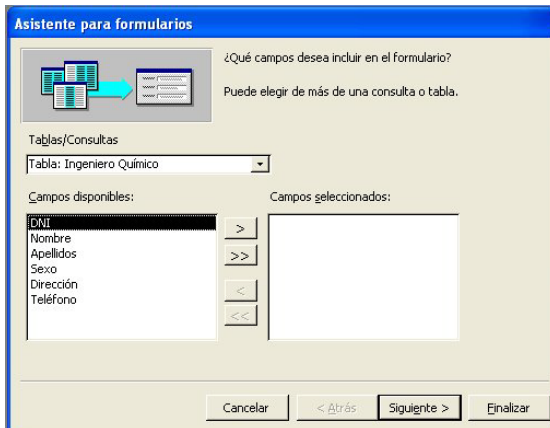 Asistente para formularios
¿Qué campos desea incluir en el formulario?
Puede elegir de más de una consulta o tabla.
Tablas/Consultas
Tabla: Ingeniero Químico
Campos disponibles:
Campos seleccionados:
DNI
Nombre
Apellidos
Sexo
Dirección
Teléfono
>
>>
<
<<
Cancelar
< Atrás
Siguiente >
Finalizar